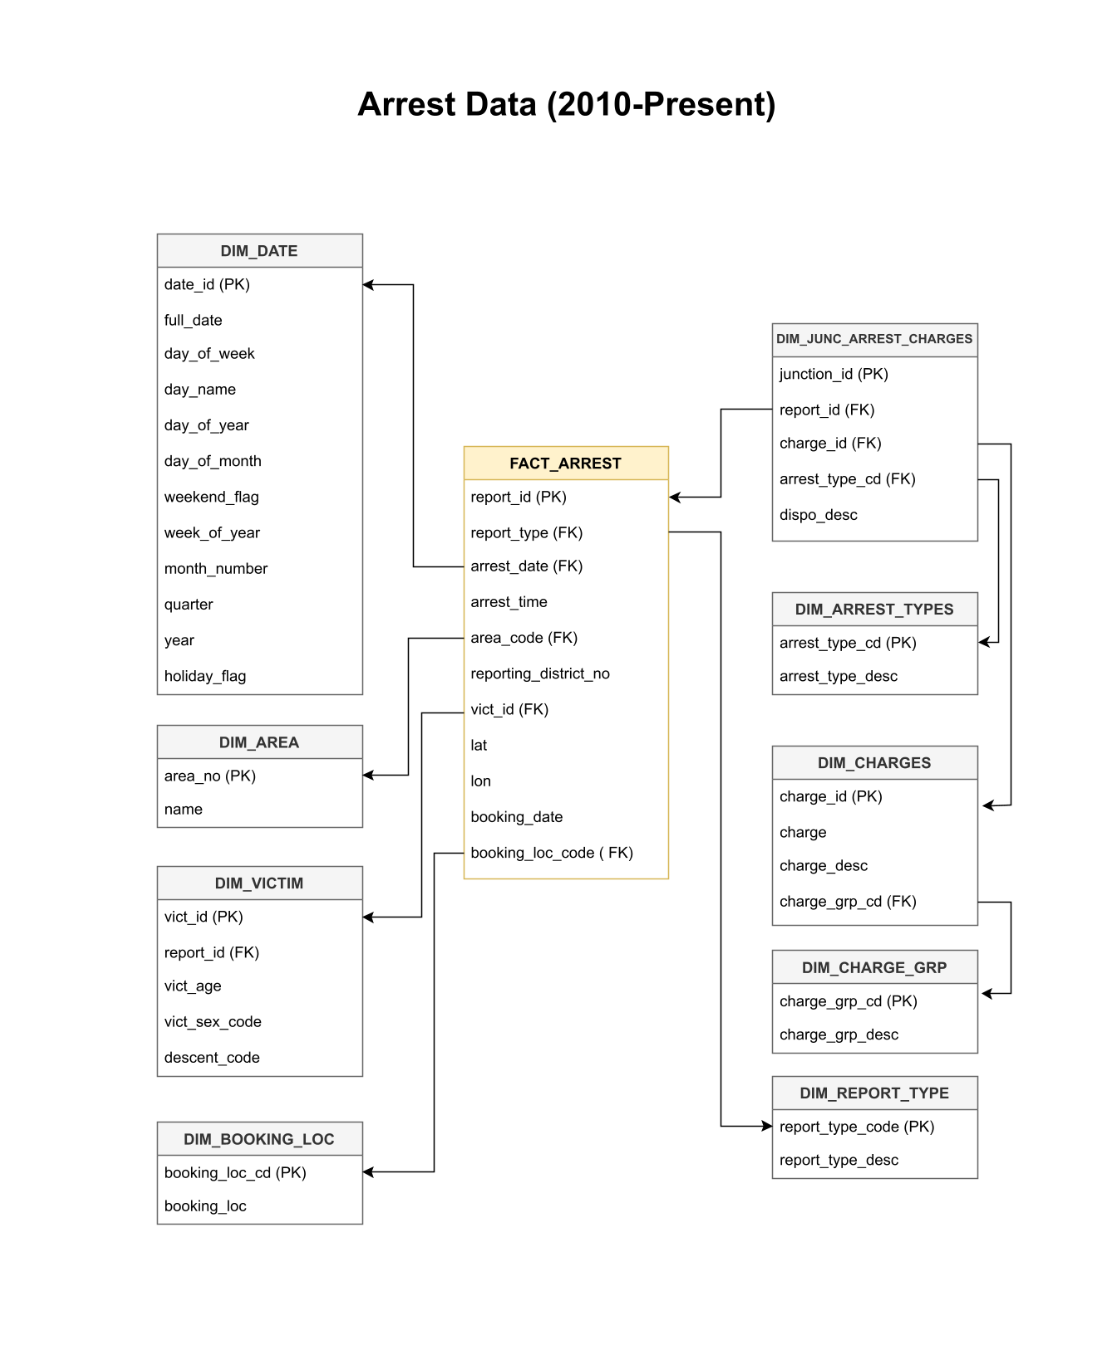 Arrest Data (2010-Present)
DIM_DATE
date_id (PK)
full_date
day_of_week
day_name
day_of_year
day_of_month
weekend_flag
week_of_year
month_number
quarter
year
holiday_flag
DIM_AREA
area_no (PK)
name
DIM_VICTIM
vict_id (PK)
report_id (FK)
vict_age
vict_sex_code
descent_code
DIM_BOOKING_LOC
booking_loc_cd (PK)
booking_loc
FACT_ARREST
report_id (PK)
report_type (FK)
arrest_date (FK)
arrest_time
area_code (FK)
reporting_district_no
vict_id (FK)
lat
lon
booking_date
booking_loc_code ( FK)
DIM_JUNC_ARREST_CHARGES
junction_id (PK)
report_id (FK)
charge_id (FK)
arrest_type_cd (FK)
dispo_desc
DIM_ARREST_TYPES
arrest_type_cd (PK)
arrest_type_desc
DIM_CHARGES
charge_id (PK)
charge
charge_desc
charge_grp_cd (FK)
DIM_CHARGE_GRP
charge_grp_cd (PK)
charge_grp_desc
DIM_REPORT_TYPE
report_type_code (PK)
report_type_desc